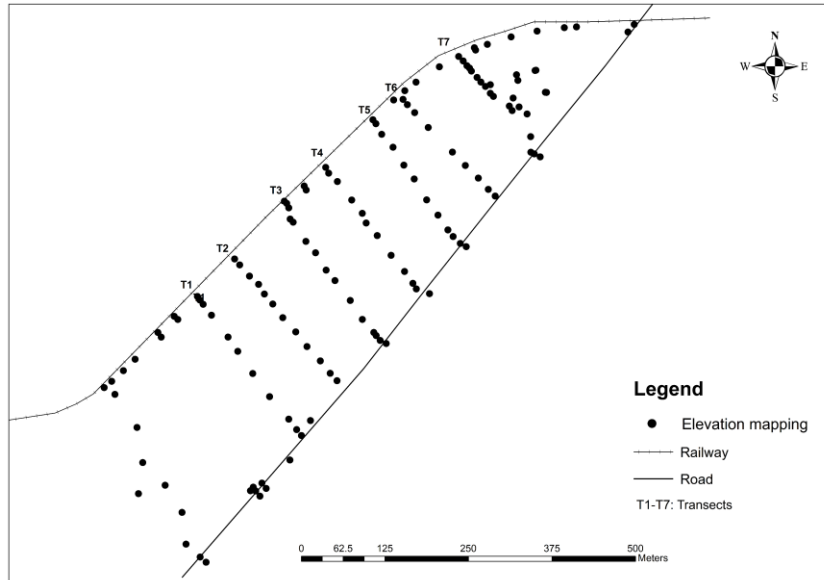 N
W E
S
T7
T6
T5
T4
T3
T2
T1
Legend
Elevation mapping
Railway
Road
T1-T7: Transects
0 62.5 125 250 375 500
Meters